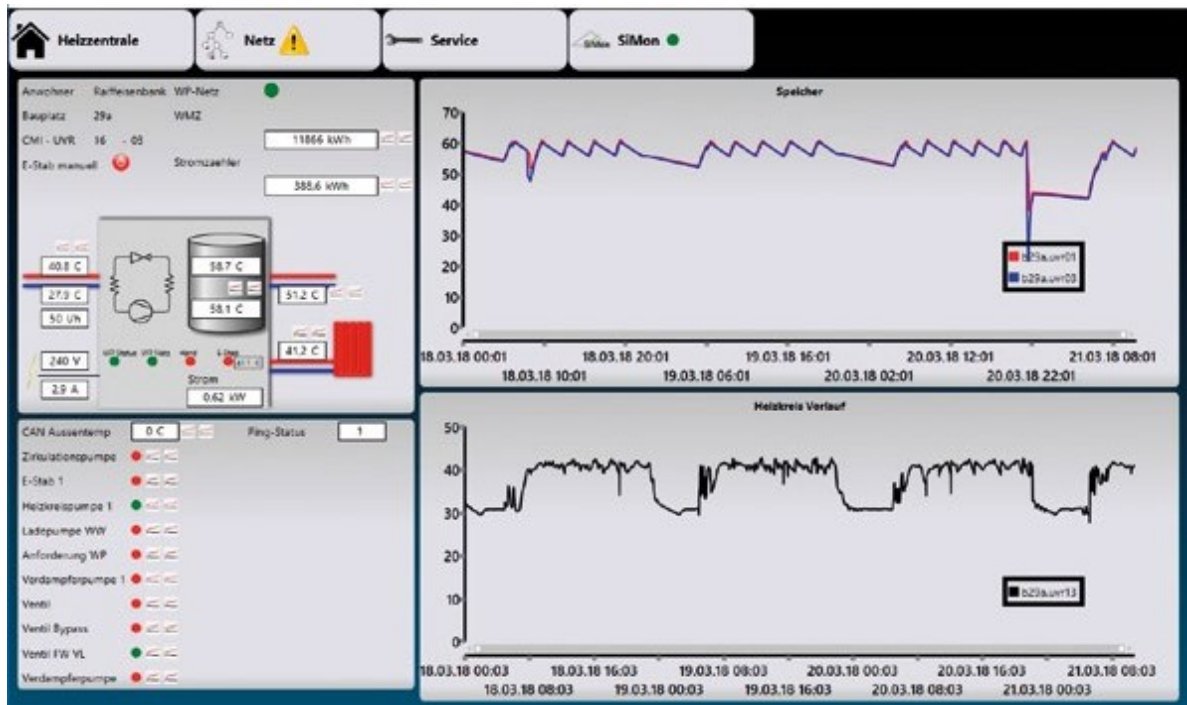 Heizzentrale
Netz
Service
SiMon SiMon
Anwohner Raiffeisenbank WP-Netz
Bauplatz 29a WMZ
CMI - UVR 16 - 03
11866 kWh
E-Stab manuell Stromzaehler
388,6 kWh
40.8 C
27.9 C
50 l/h
240 V
2.9 A
58.7 C
58.1 C
51.2 C
41.2 C
WP Netz Hand
Strom
0,62 kW
CAN Aussentemp 0 C Ping-Status 1
Zirkulationspumpe
E-Stab 1
Heizkreispumpe 1
Ladepumpe WW
Anforderung WP
Verdampferpumpe 1
Ventil
Ventil Bypass
Ventil FW VL
Verdampferpumpe
Speicher
70
60
50
40
30
20
10
0
b29a.uvr01
b29a.uvr03
18.03.18 00:01 18.03.18 20:01 19.03.18 16:01 20.03.18 12:01 21.03.18 08:01
18.03.18 10:01 19.03.18 06:01 20.03.18 02:01 20.03.18 22:01
Heizkreis Verlauf
50
40
30
20
10
0
b29a.uvr13
18.03.18 00:03 18.03.18 16:03 19.03.18 08:03 20.03.18 00:03 20.03.18 16:03 21.03.18 08:03
18.03.18 08:03 19.03.18 00:03 19.03.18 16:03 20.03.18 08:03 21.03.18 00:03